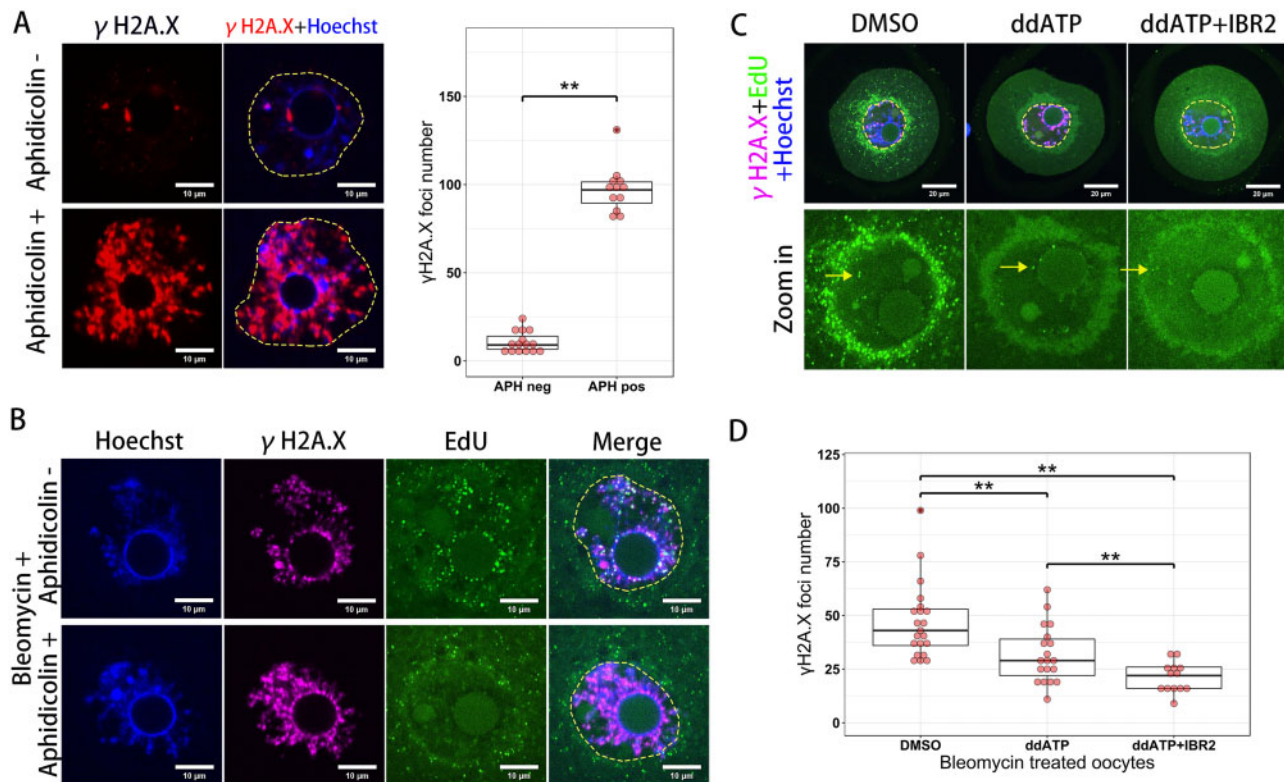 A
γ H2A.X
γ H2A.X+Hoechst
Aphidicolin -
Aphidicolin +
10 μm
10 μm
10 μm
10 μm
γH2A.X foci number
150
100
50
0
**
APH neg
APH pos
B
Hoechst
γ H2A.X
EdU
Merge
Bleomycin +
Aphidicolin -
Aphidicolin +
10 μm
10 μm
10 μm
10 μm
10 μm
10 μm
10 μm
10 μm
C
DMSO
ddATP
ddATP+IBR2
γ H2A.X+EdU
+Hoechst
20 μm
20 μm
20 μm
Zoom in
D
γH2A.X foci number
125
100
75
50
25
0
**
**
**
DMSO
ddATP
ddATP+IBR2
Bleomycin treated oocytes